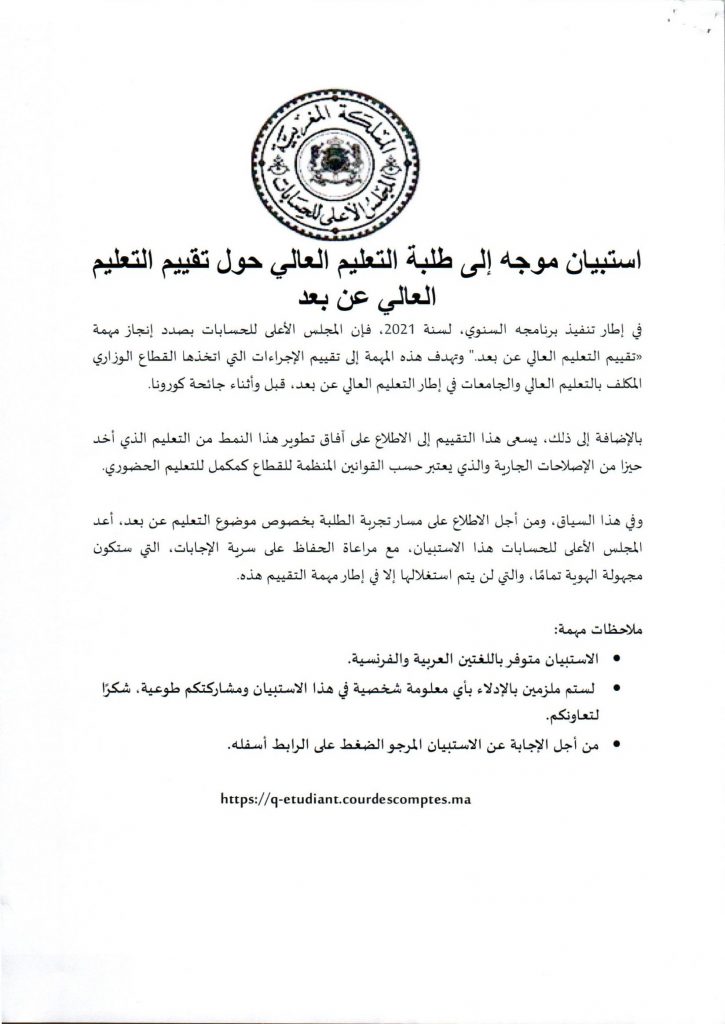 المملكة المغربية
المجلس الأعلى للحسابات
استبيان موجه إلى طلبة التعليم العالي حول تقييم التعليم
العالي عن بعد
في إطار تنفيذ برنامجه السنوي، لسنة 2021، فإن المجلس الأعلى للحسابات بصدد إنجاز مهمة
«تقييم التعليم العالي عن بعد." وتهدف هذه المهمة إلى تقييم الإجراءات التي اتخذها القطاع الوزاري
المكلف بالتعليم العالي والجامعات في إطار التعليم العالي عن بعد، قبل وأثناء جائحة كورونا.
بالإضافة إلى ذلك، يسعى هذا التقييم إلى الاطلاع على آفاق تطوير هذا النمط من التعليم الذي أخد
حيزا من الإصلاحات الجارية والذي يعتبر حسب القوانين المنظمة للقطاع كمكمل للتعليم الحضوري.
وفي هذا السياق، ومن أجل الاطلاع على مسار تجربة الطلبة بخصوص موضوع التعليم عن بعد، أعد
المجلس الأعلى للحسابات هذا الاستبيان، مع مراعاة الحفاظ على سرية الإجابات، التي ستكون
مجهولة الهوية تمامًا، والتي لن يتم استغلالها إلا في إطار مهمة التقييم هذه.
ملاحظات مهمة:
• الاستبيان متوفر باللغتين العربية والفرنسية.
• لستم ملزمين بالإدلاء بأي معلومة شخصية في هذا الاستبيان ومشاركتكم طوعية، شكرًا
لتعاونكم.
• من أجل الإجابة عن الاستبيان المرجو الضغط على الرابط أسفله.
https://q-etudiant.courdescomptes.ma